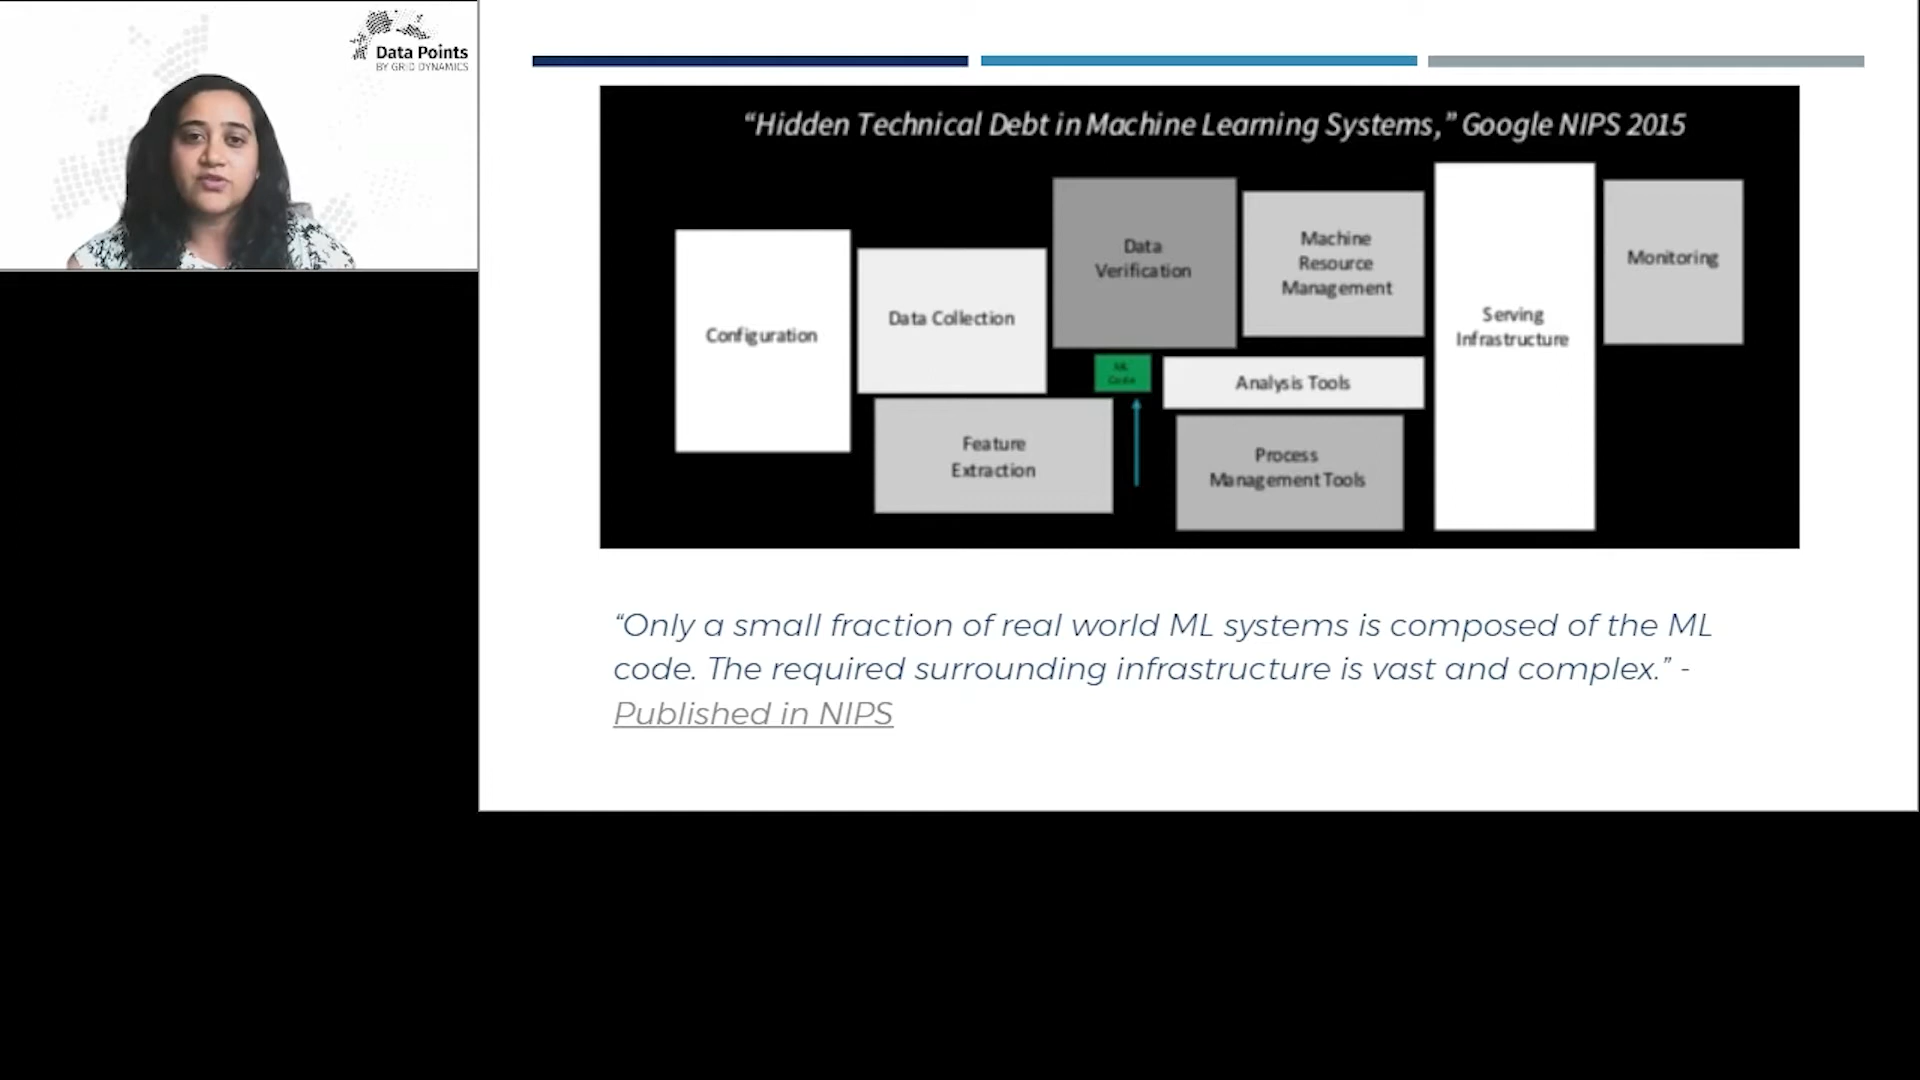 Data Points
BY GRID DYNAMICS
“Hidden Technical Debt in Machine Learning Systems,” Google NIPS 2015
Configuration
Data Collection
Data
Verification
Machine
Resource
Management
Serving
Infrastructure
Monitoring
ML
Code
Analysis Tools
Feature
Extraction
Process
Management Tools
“Only a small fraction of real world ML systems is composed of the ML
code. The required surrounding infrastructure is vast and complex.” -
Published in NIPS